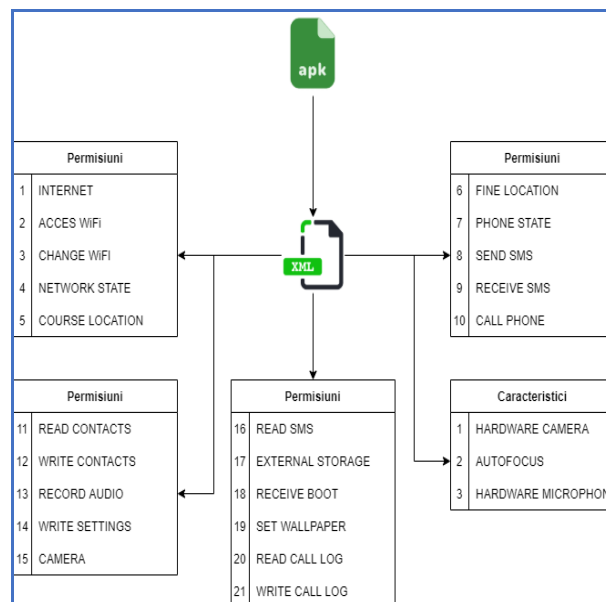 apk
Permisiuni
1 INTERNET
2 ACCES WiFi
3 CHANGE WIFI
4 NETWORK STATE
5 COURSE LOCATION
XML
Permisiuni
6 FINE LOCATION
7 PHONE STATE
8 SEND SMS
9 RECEIVE SMS
10 CALL PHONE
Permisiuni
11 READ CONTACTS
12 WRITE CONTACTS
13 RECORD AUDIO
14 WRITE SETTINGS
15 CAMERA
Permisiuni
16 READ SMS
17 EXTERNAL STORAGE
18 RECEIVE BOOT
19 SET WALLPAPER
20 READ CALL LOG
21 WRITE CALL LOG
Caracteristici
1 HARDWARE CAMERA
2 AUTOFOCUS
3 HARDWARE MICROPHON